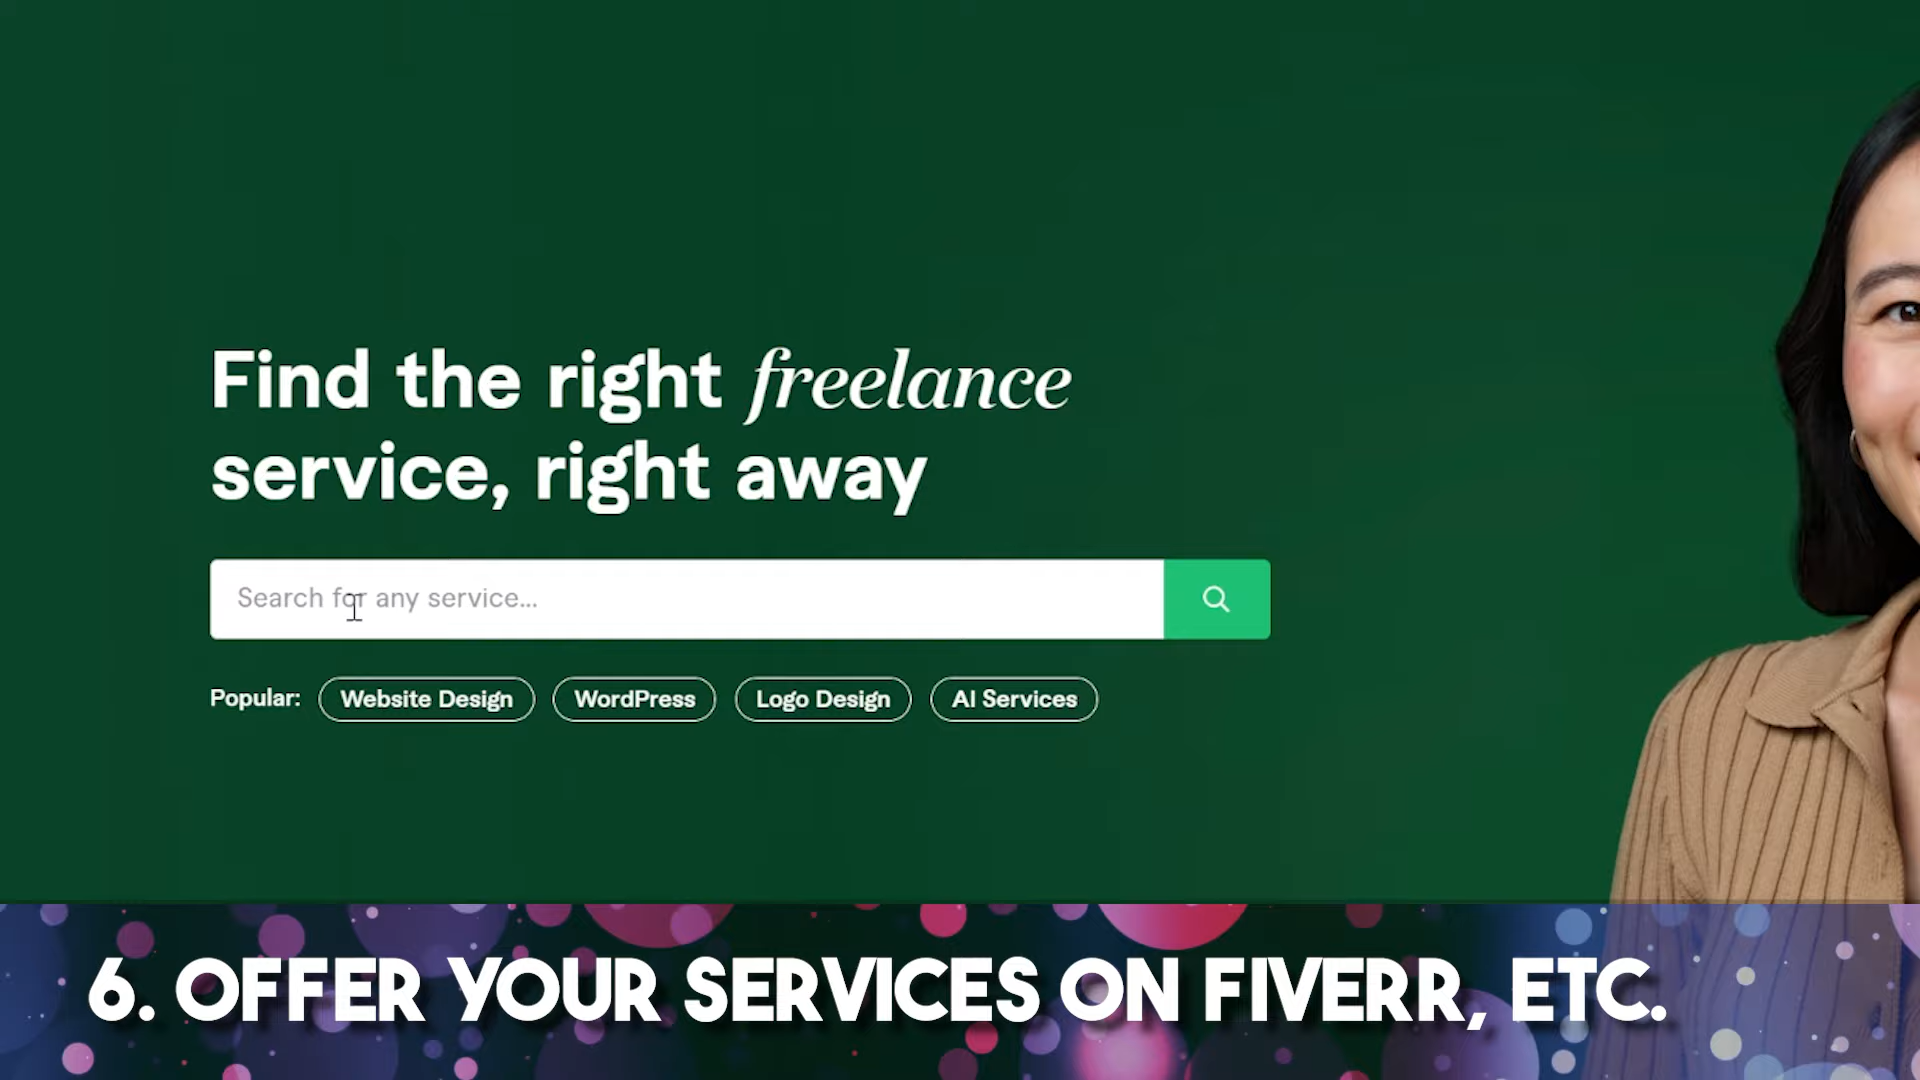 Find the right freelance
service, right away
Search for any service...
Popular: Website Design WordPress Logo Design AI Services
6. OFFER YOUR SERVICES ON FIVERR, ETC.